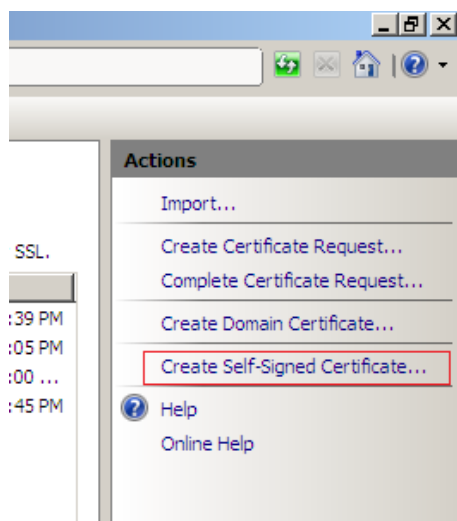 Actions
Import...
Create Certificate Request...
SSL.
Complete Certificate Request...
:39 PM
Create Domain Certificate...
:05 PM
Create Self-Signed Certificate...
:00 ...
:45 PM
Help
Online Help